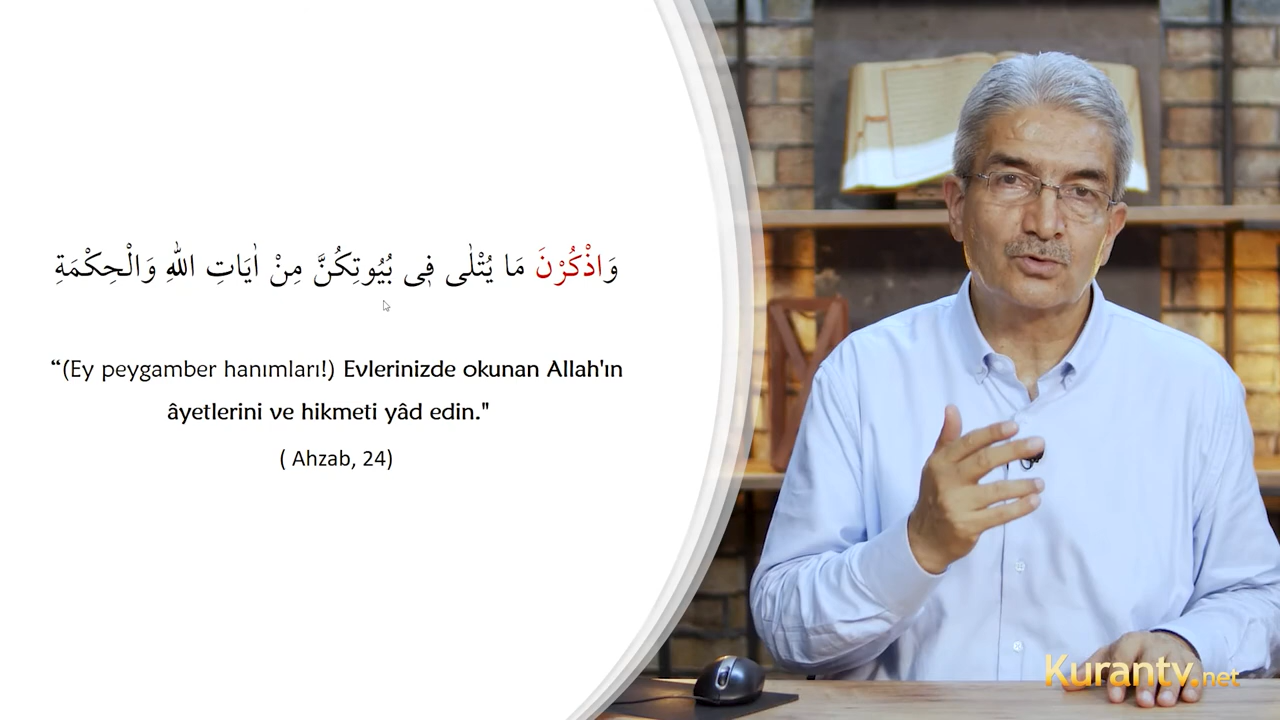 وَاذْكُرْنَ مَا يُتْلٰى فٖى بُيُوتِكُنَّ مِنْ اٰيَاتِ اللّٰهِ وَالْحِكْمَةِ
“(Ey peygamber hanımları!) Evlerinizde okunan Allah'ın
âyetlerini ve hikmeti yâd edin."
( Ahzab, 24)
Kurantv.net